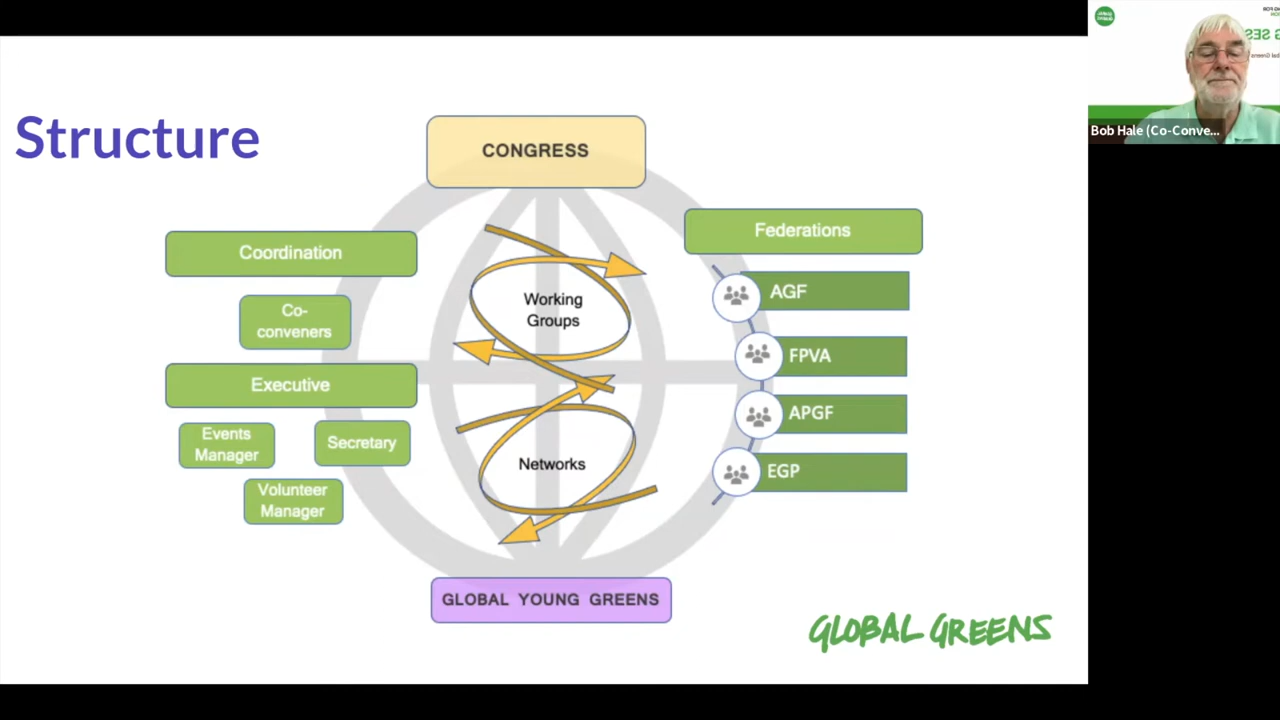 Structure
CONGRESS
Coordination
Co-
conveners
Executive
Events
Manager
Secretary
Volunteer
Manager
Working
Groups
Networks
Federations
AGF
FPVA
APGF
EGP
GLOBAL YOUNG GREENS
GLOBAL GREENS
Bob Hale (Co-Conve...